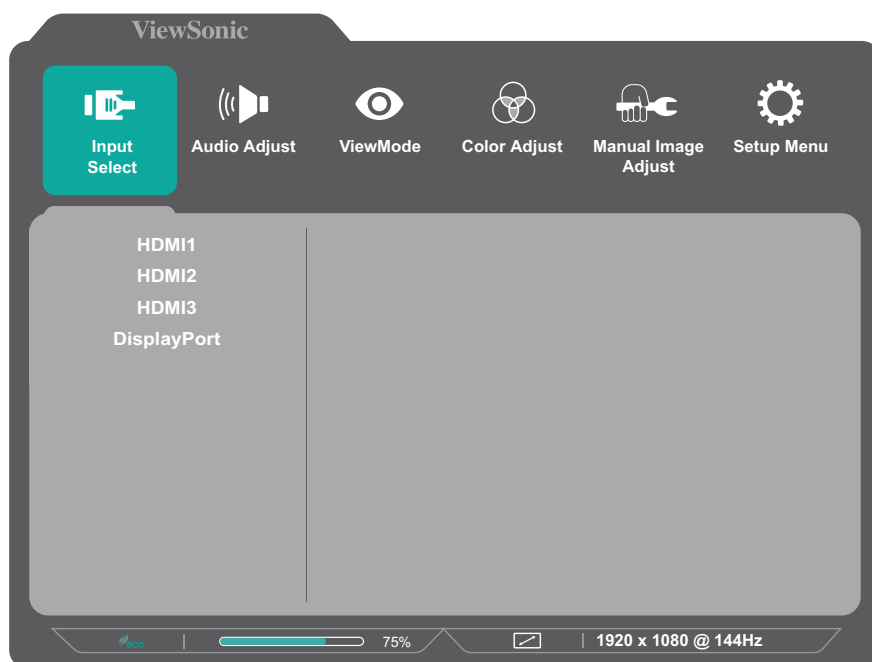 ViewSonic
Input
Select
Audio Adjust
ViewMode
Color Adjust
Manual Image
Adjust
Setup Menu
HDMI1
HDMI2
HDMI3
DisplayPort
ECO
75%
1920 x 1080 @ 144Hz